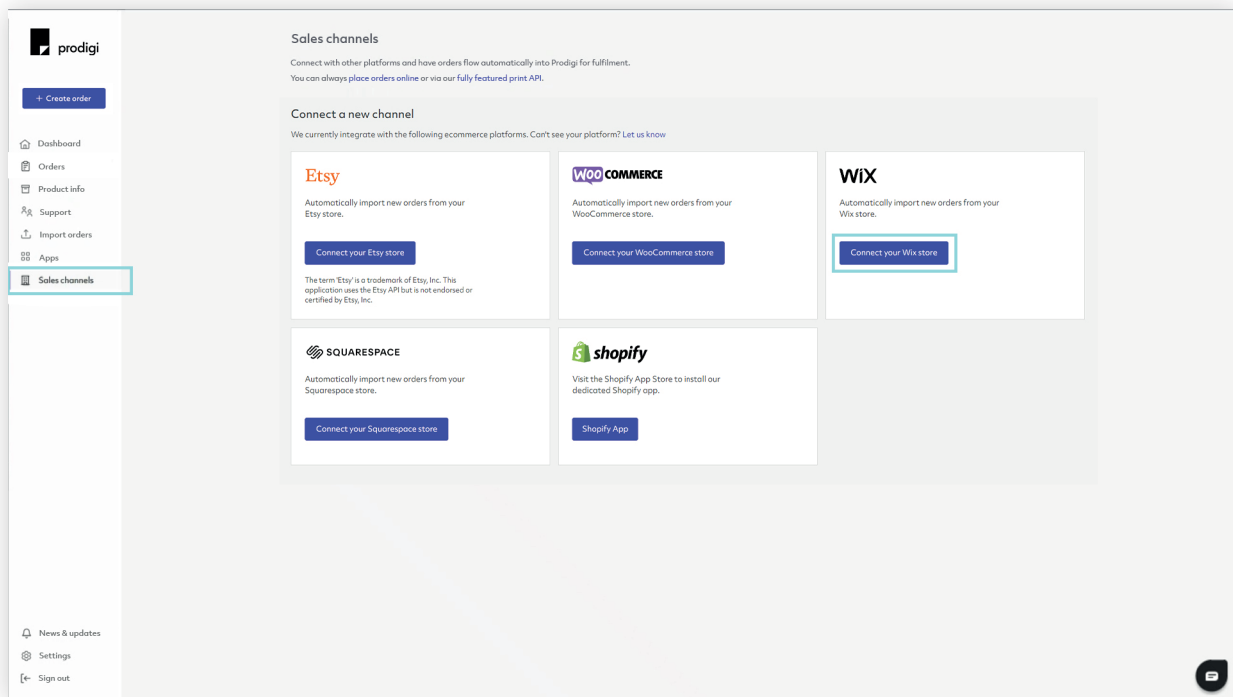 prodigi
+ Create order
Dashboard
Orders
Product info
Support
Import orders
Apps
Sales channels
News & updates
Settings
Sign out
Sales channels
Connect with other platforms and have orders flow automatically into Prodigi for fulfilment.
You can always place orders online or via our fully featured print API.
Connect a new channel
We currently integrate with the following ecommerce platforms. Can't see your platform? Let us know
Etsy
Automatically import new orders from your
Etsy store.
Connect your Etsy store
The term 'Etsy' is a trademark of Etsy, Inc. This
application uses the Etsy API but is not endorsed or
certified by Etsy, Inc.
WOO COMMERCE
Automatically import new orders from your
WooCommerce store.
Connect your WooCommerce store
WiX
Automatically import new orders from your
Wix store.
Connect your Wix store
SQUARESPACE
Automatically import new orders from your
Squarespace store.
Connect your Squarespace store
shopify
Visit the Shopify App Store to install our
dedicated Shopify app.
Shopify App